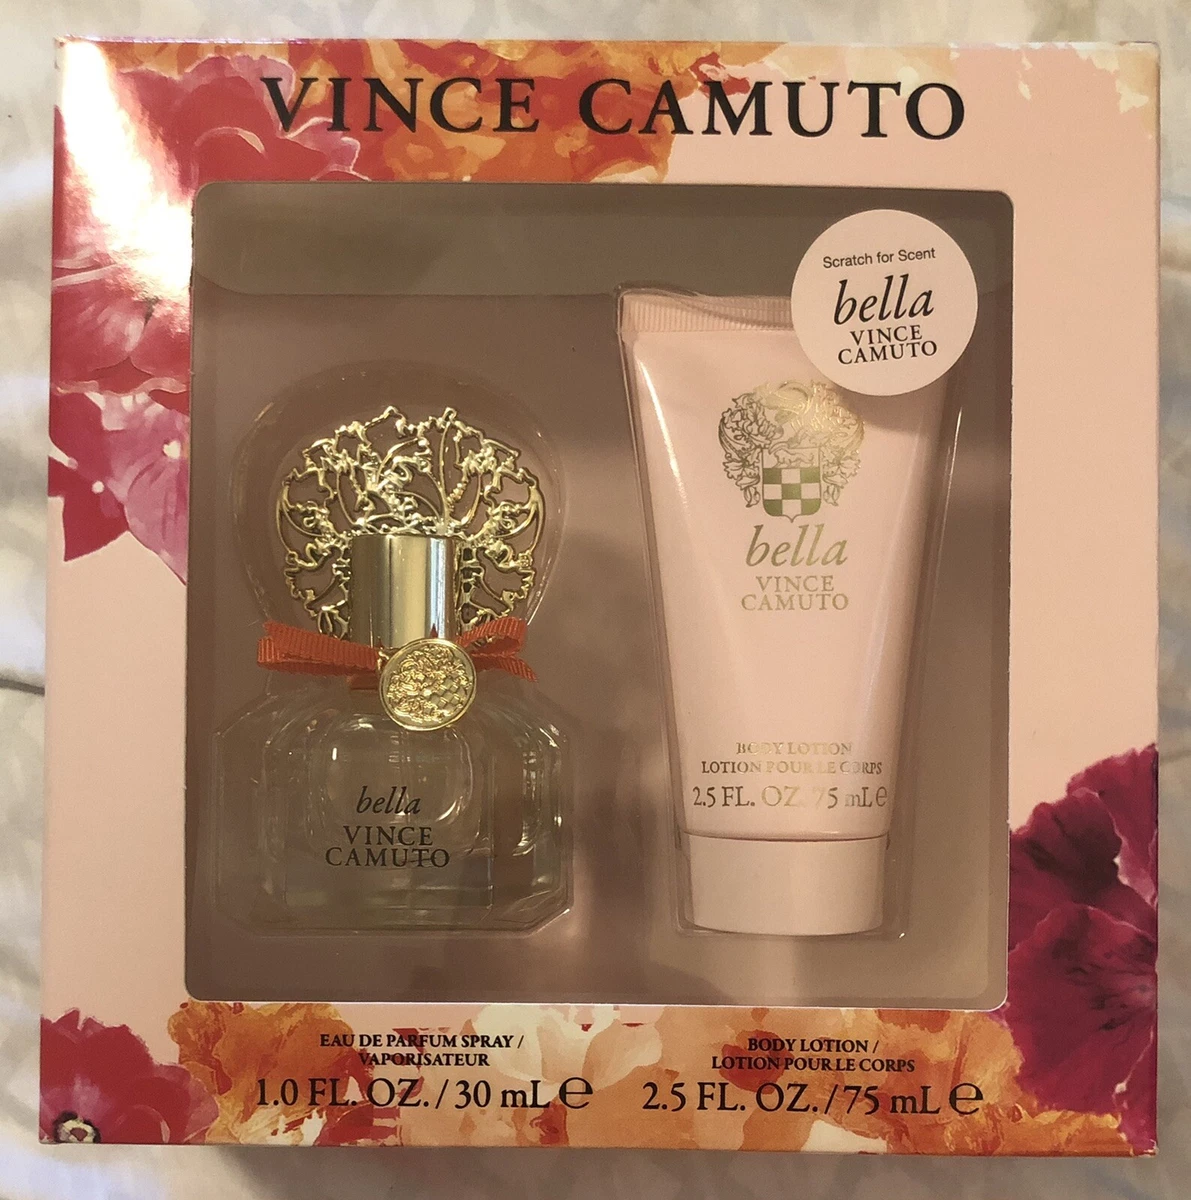 VINCE CAMUTO
Scratch for Scent
bella
VINCE
CAMUTO
bella
VINCE
CAMUTO
BODY LOTION
LOTION POUR LE CORPS
2.5 FL. OZ. 75 mL ℮
bella
VINCE
CAMUTO
EAU DE PARFUM SPRAY /
VAPORISATEUR
1.0 FL. OZ. / 30 mL ℮
BODY LOTION /
LOTION POUR LE CORPS
2.5 FL. OZ. / 75 mL ℮